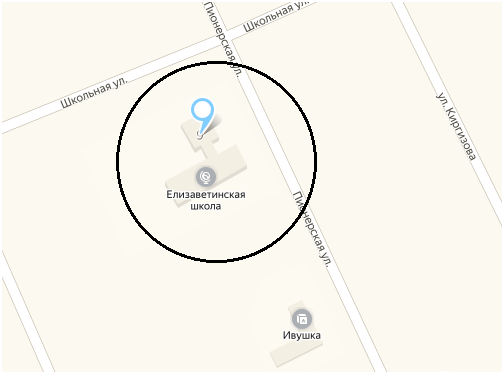 Школьная ул.
Пионерская ул.
Школьная ул.
ул. Киргизова
Елизаветинская
школа
Пионерская ул.
Ивушка